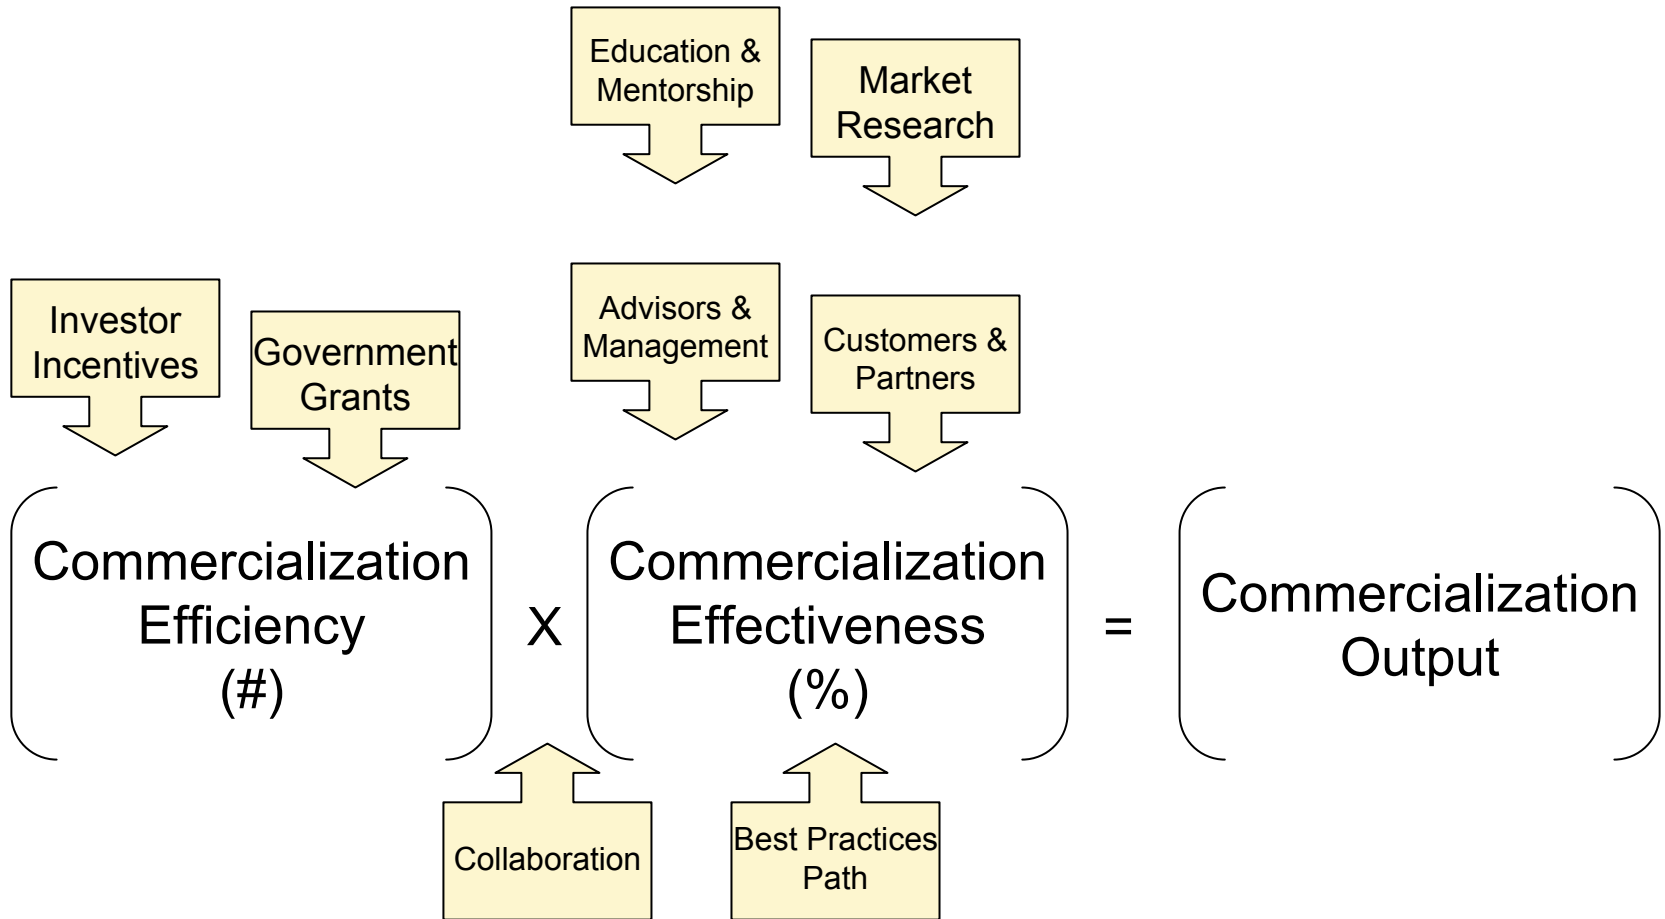 Education &
Mentorship
Market
Research
Investor
Incentives
Government
Grants
Advisors &
Management
Customers &
Partners
Commercialization
Efficiency
(#)
X
Commercialization
Effectiveness
(%)
=
Commercialization
Output
Collaboration
Best Practices
Path